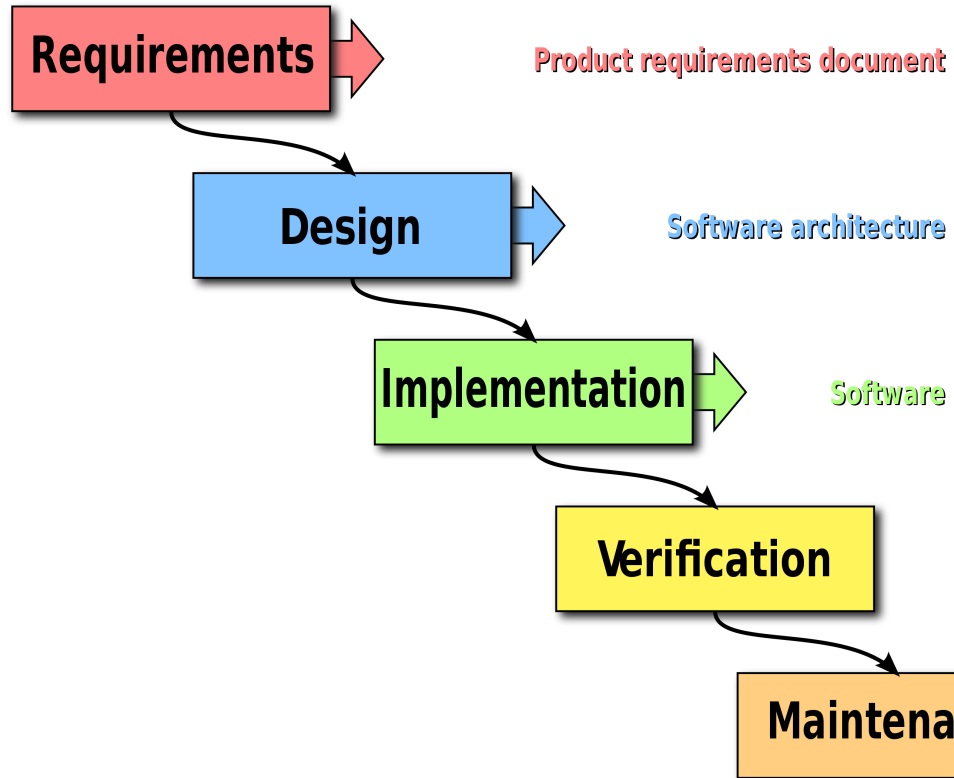 Requirements
Product requirements document
Design
Software architecture
Implementation
Software
Verification
Maintena